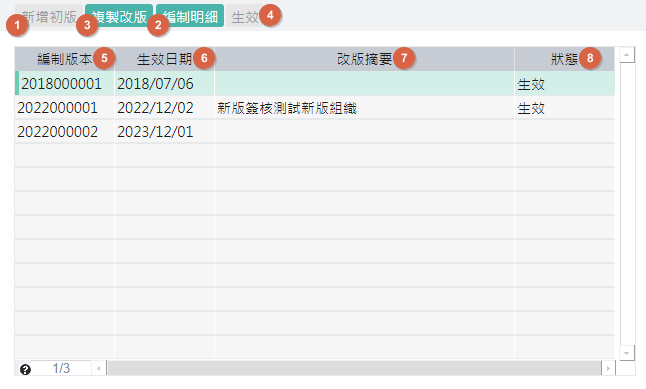 1 新增初版 3 複製改版 2 編制明細 生效 4
編制版本 5 生效日期 6 改版摘要 7 狀態 8
2018000001 2018/07/06 生效
2022000001 2022/12/02 新版簽核測試新版組織 生效
2022000002 2023/12/01
? 1/3